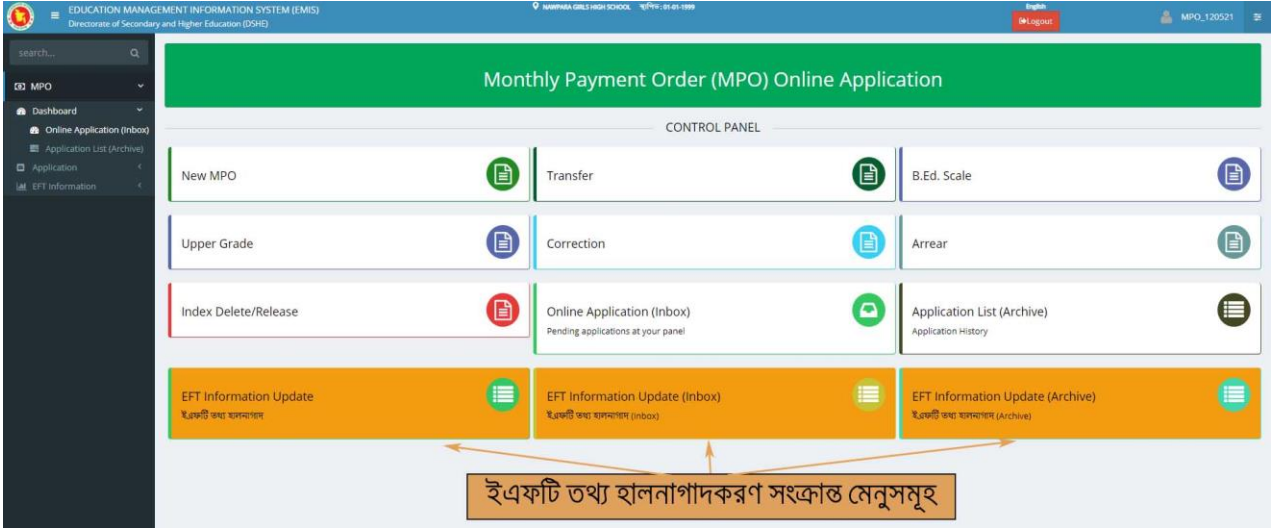 EDUCATION MANAGEMENT INFORMATION SYSTEM (EMIS)
Directorate of Secondary and Higher Education (DSHE)
NAWPARA GIRLS HIGH SCHOOL স্থাপিত: 01-01-1999
English
Logout
MPO_120521
search...
MPO
Dashboard
Online Application (Inbox)
Application List (Archive)
Application
EFT Information
Monthly Payment Order (MPO) Online Application
CONTROL PANEL
New MPO
Transfer
B.Ed. Scale
Upper Grade
Correction
Arrear
Index Delete/Release
Online Application (Inbox)
Pending applications at your panel
Application List (Archive)
Application History
EFT Information Update
ইএফটি তথ্য হালনাগাদ
EFT Information Update (Inbox)
ইএফটি তথ্য হালনাগাদ (Inbox)
EFT Information Update (Archive)
ইএফটি তথ্য হালনাগাদ (Archive)
ইএফটি তথ্য হালনাগাদকরণ সংক্রান্ত মেনুসমূহ